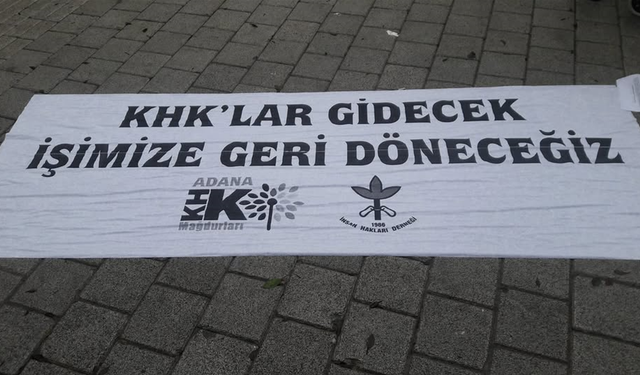 KHK'LAR GİDECEK
İŞİMİZE GERİ DÖNECEĞİZ
ADANA
KHK
Mağdurları
1986
İNSAN HAKLARI DERNEĞİ